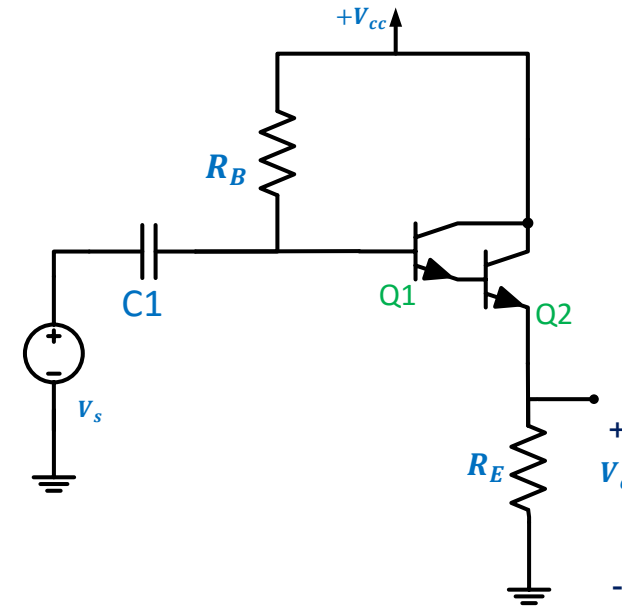 +Vcc
RB
C1
Q1
Q2
+
-
Vs
+
RE
-